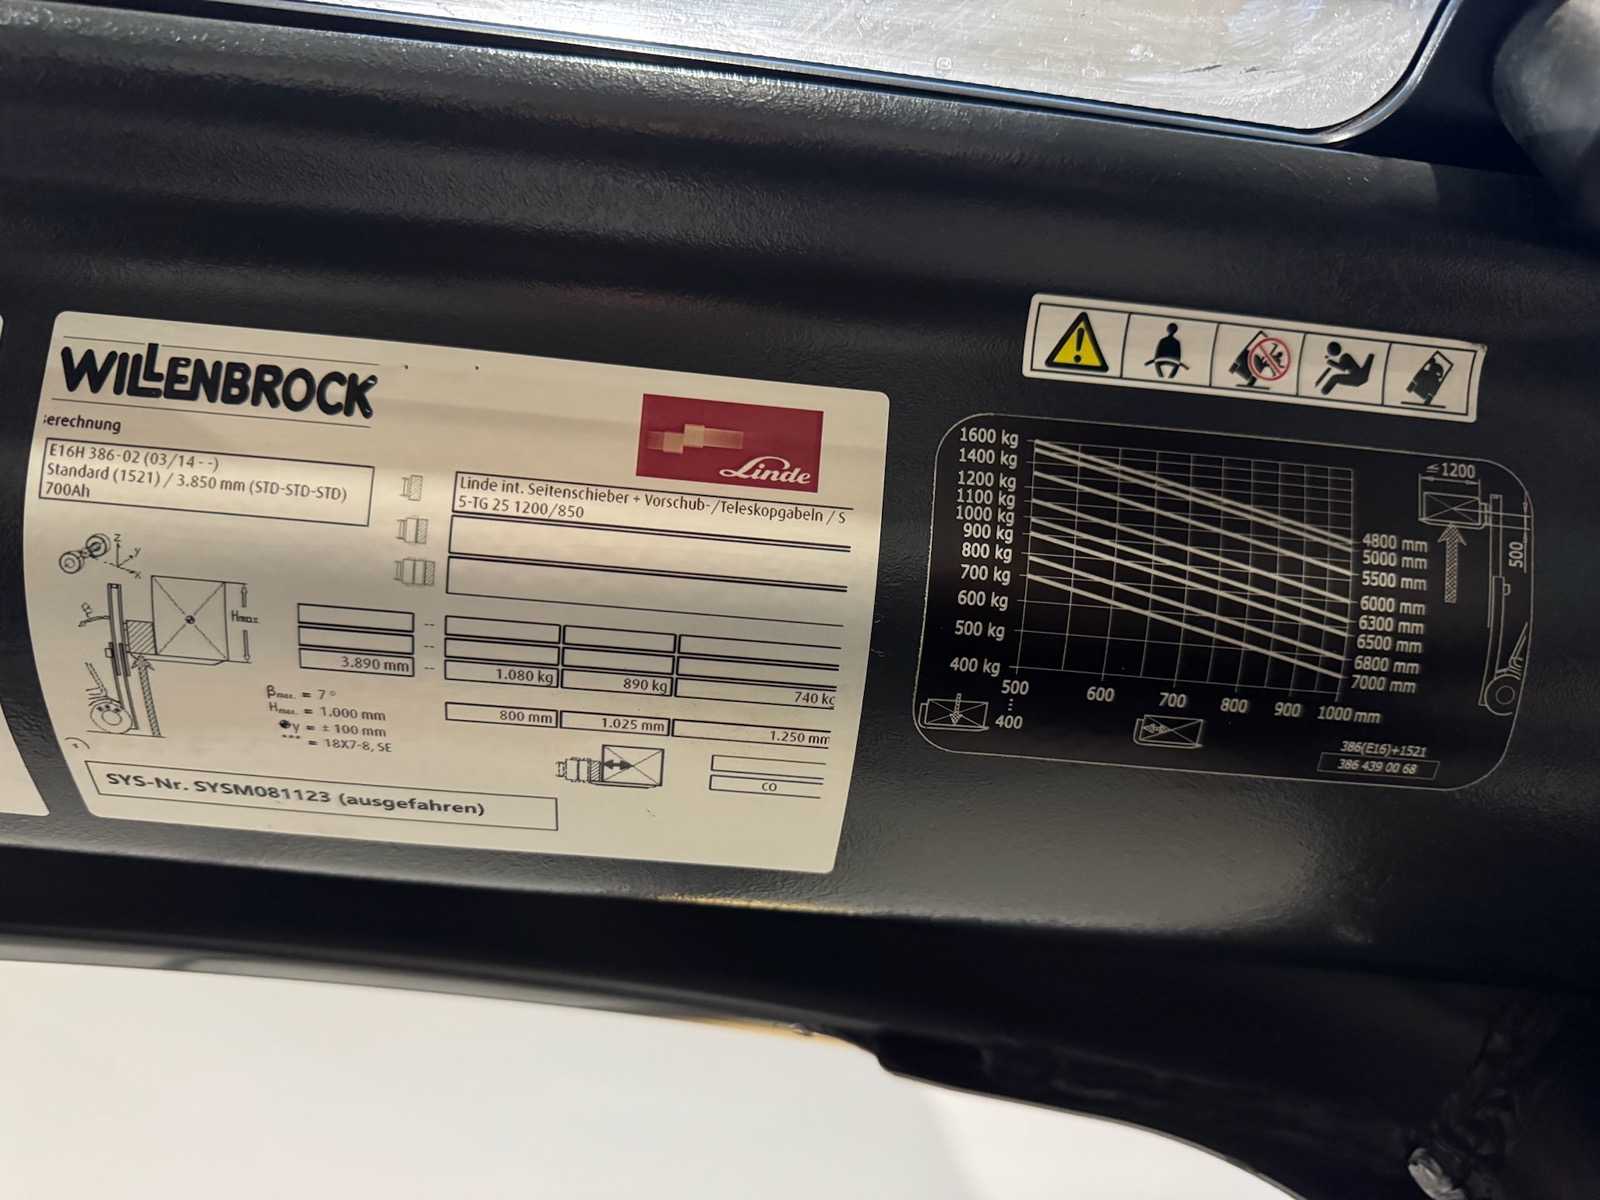 WILLENBROCK
erechnung
E16H 386-02 (03/14 - -)
Standard (1521) / 3.850 mm (STD-STD-STD)
700Ah
Linde
Linde int. Seitenschieber + Vorschub-/Teleskopgabeln / S
5-TG 25 1200/850
z
y
x
β
Hmax
3.890 mm -- 1.080 kg 890 kg 740 kg
800 mm 1.025 mm 1.250 mm
βmax. = 7°
Hmax. = 1.000 mm
y = ± 100 mm
*** = 18X7-8, SE
CO
SYS-Nr. SYSM081123 (ausgefahren)
1600 kg
1400 kg
1200 kg
1100 kg
1000 kg
900 kg
800 kg
700 kg
600 kg
500 kg
400 kg
4800 mm
5000 mm
5500 mm
6000 mm
6300 mm
6500 mm
6800 mm
7000 mm
500 600 700 800 900 1000 mm
400
≤1200
500
386(E16)+1521
386 439 00 68